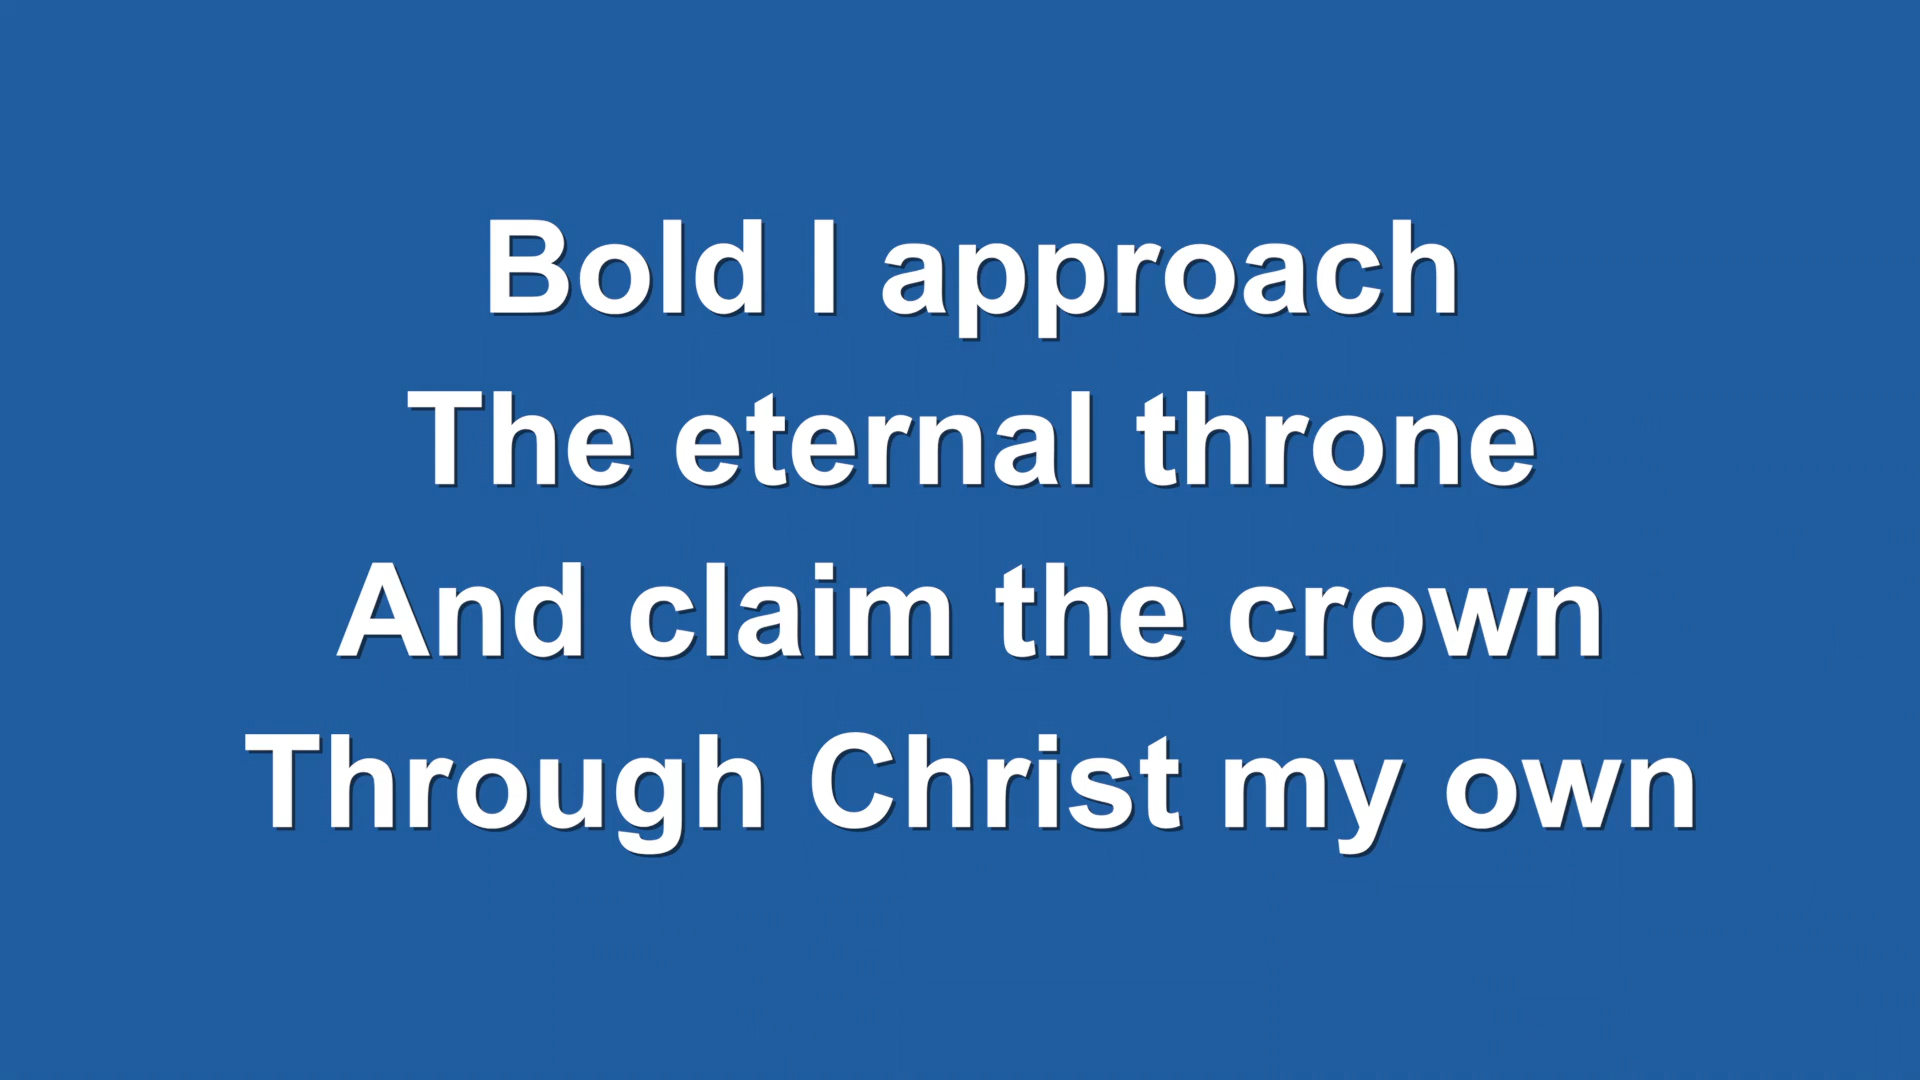 Bold I approach
The eternal throne
And claim the crown
Through Christ my own